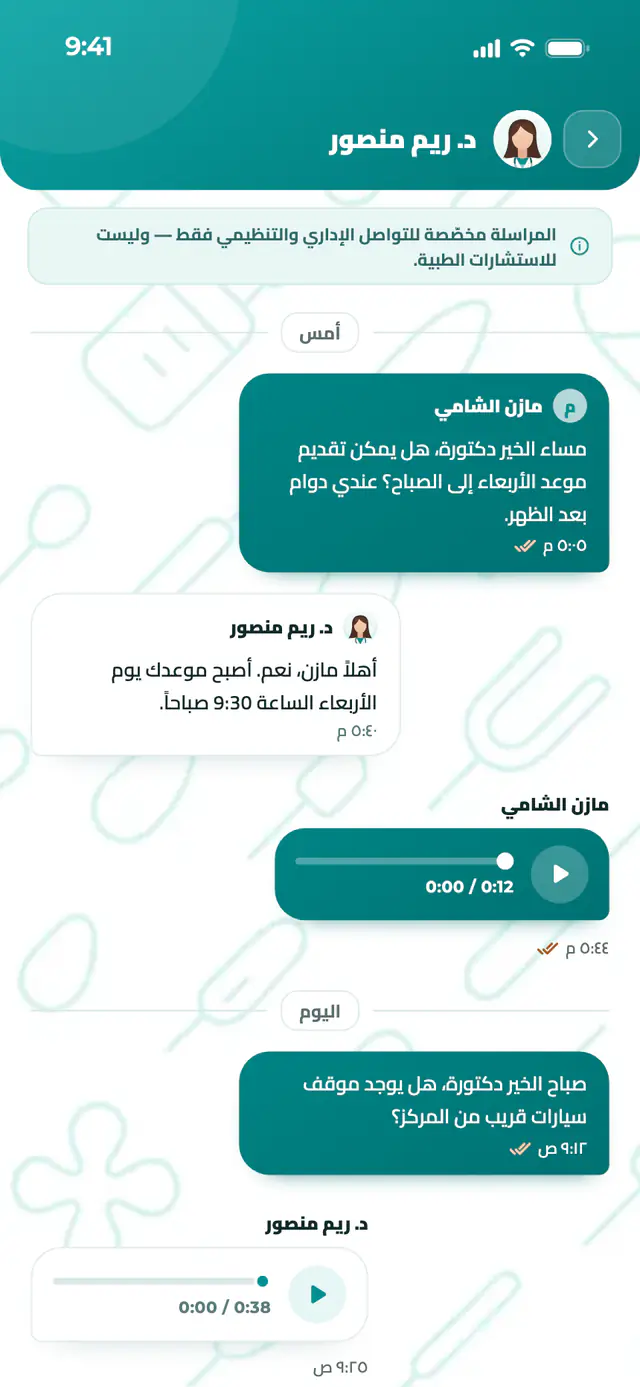 9:41
د. ريم منصور
المراسلة مخصّصة للتواصل الإداري والتنظيمي فقط — وليست
للاستشارات الطبية.
أمس
م
مازن الشامي
مساء الخير دكتورة، هل يمكن تقديم
موعد الأربعاء إلى الصباح؟ عندي دوام
بعد الظهر.
٥:٠٥ م
د. ريم منصور
أهلاً مازن، نعم. أصبح موعدك يوم
الأربعاء الساعة 9:30 صباحاً.
٥:٤٠ م
مازن الشامي
0:00 / 0:12
٥:٤٤ م
اليوم
صباح الخير دكتورة، هل يوجد موقف
سيارات قريب من المركز؟
٩:١٢ ص
د. ريم منصور
0:00 / 0:38
٩:٢٥ ص